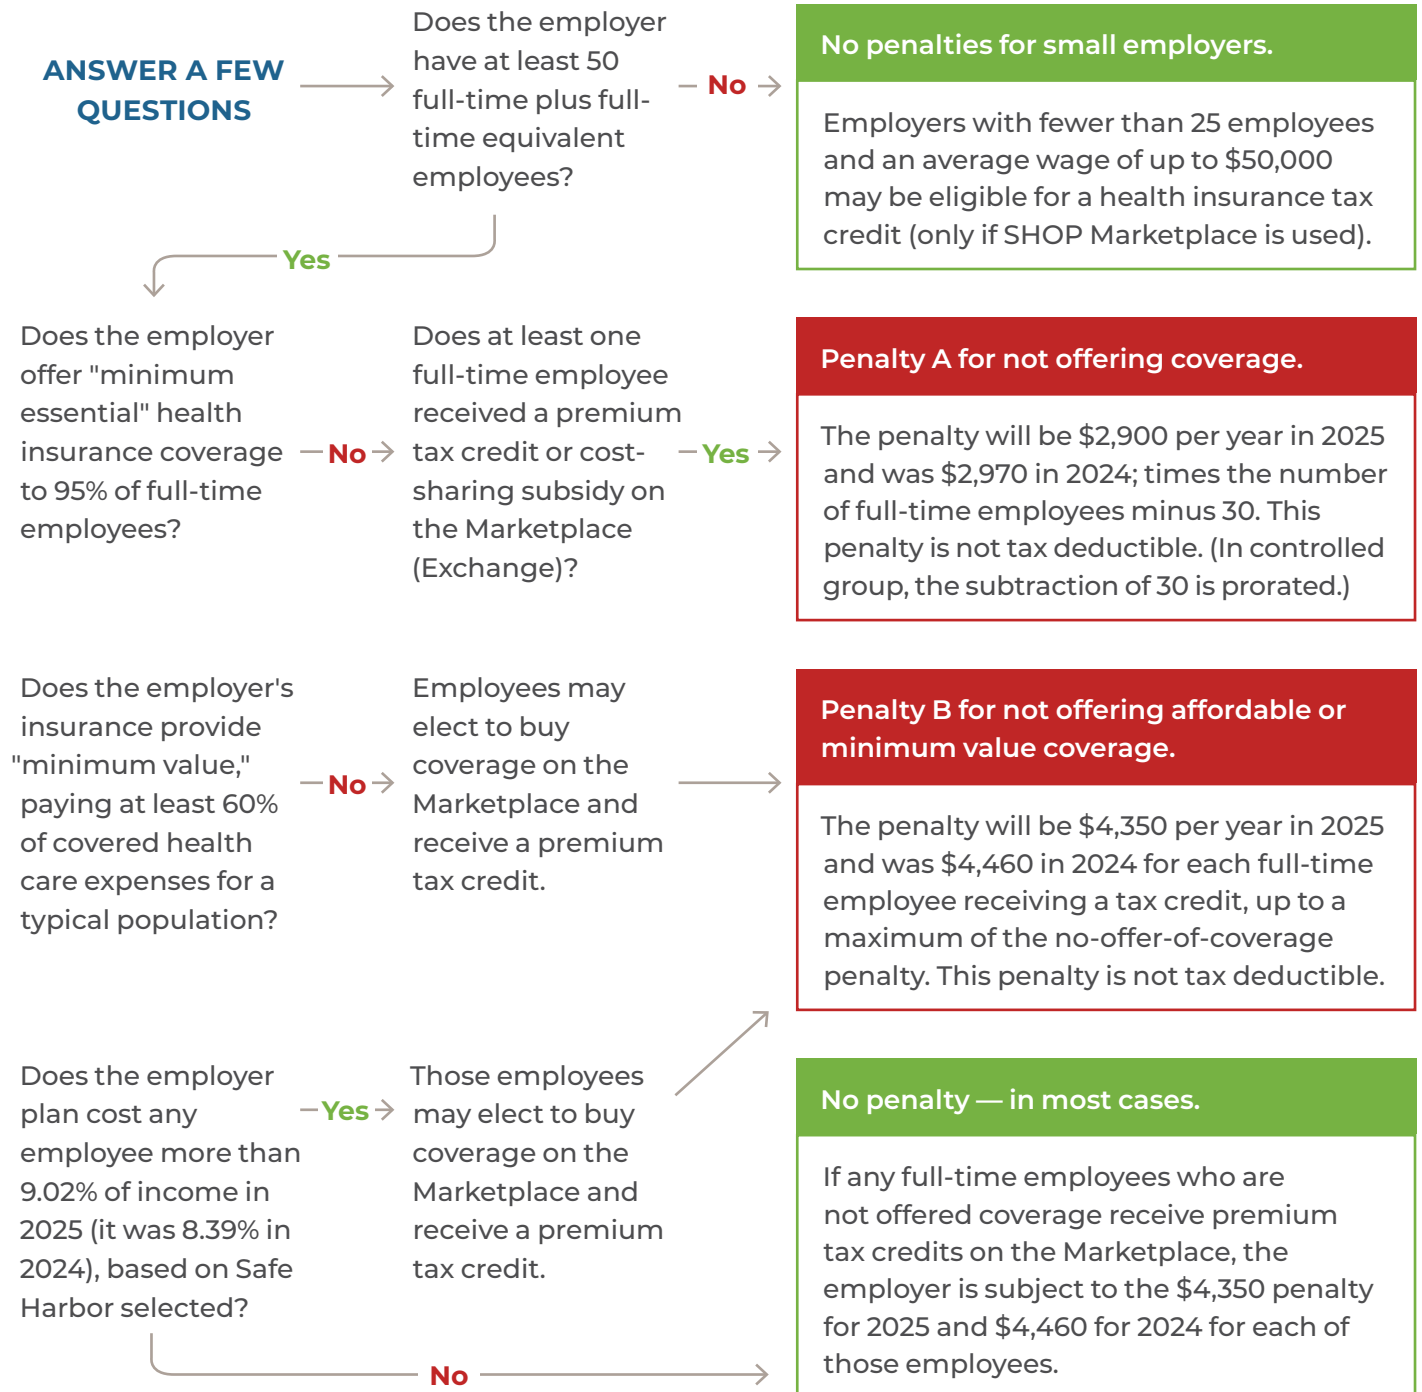 ANSWER A FEW
QUESTIONS
Does the employer
have at least 50
full-time plus full-
time equivalent
employees?
No
No penalties for small employers.
Employers with fewer than 25 employees
and an average wage of up to $50,000
may be eligible for a health insurance tax
credit (only if SHOP Marketplace is used).
Yes
Does the employer
offer "minimum
essential" health
insurance coverage
to 95% of full-time
employees?
No
Does at least one
full-time employee
received a premium
tax credit or cost-
sharing subsidy on
the Marketplace
(Exchange)?
Yes
Penalty A for not offering coverage.
The penalty will be $2,900 per year in 2025
and was $2,970 in 2024; times the number
of full-time employees minus 30. This
penalty is not tax deductible. (In controlled
group, the subtraction of 30 is prorated.)
Does the employer's
insurance provide
"minimum value,"
paying at least 60%
of covered health
care expenses for a
typical population?
No
Employees may
elect to buy
coverage on the
Marketplace and
receive a premium
tax credit.
Penalty B for not offering affordable or
minimum value coverage.
The penalty will be $4,350 per year in 2025
and was $4,460 in 2024 for each full-time
employee receiving a tax credit, up to a
maximum of the no-offer-of-coverage
penalty. This penalty is not tax deductible.
Does the employer
plan cost any
employee more than
9.02% of income in
2025 (it was 8.39% in
2024), based on Safe
Harbor selected?
Yes
Those employees
may elect to buy
coverage on the
Marketplace and
receive a premium
tax credit.
No
No penalty — in most cases.
If any full-time employees who are
not offered coverage receive premium
tax credits on the Marketplace, the
employer is subject to the $4,350 penalty
for 2025 and $4,460 for 2024 for each of
those employees.